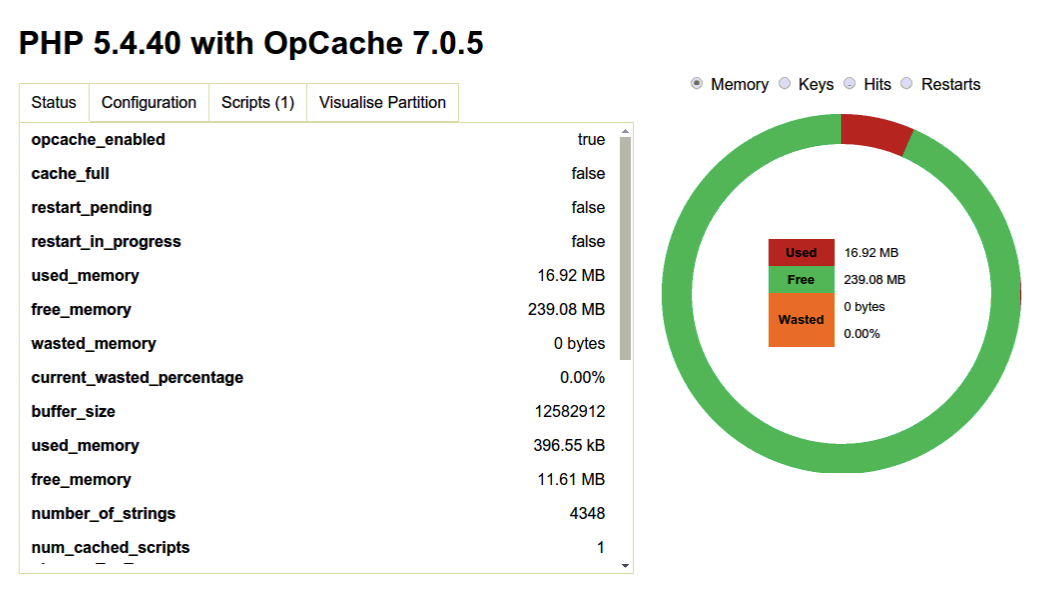 PHP 5.4.40 with OpCache 7.0.5
Status Configuration Scripts (1) Visualise Partition
opcache_enabled true
cache_full false
restart_pending false
restart_in_progress false
used_memory 16.92 MB
free_memory 239.08 MB
wasted_memory 0 bytes
current_wasted_percentage 0.00%
buffer_size 12582912
used_memory 396.55 kB
free_memory 11.61 MB
number_of_strings 4348
num_cached_scripts 1
Memory Keys Hits Restarts
Used 16.92 MB
Free 239.08 MB
Wasted 0 bytes
0.00%